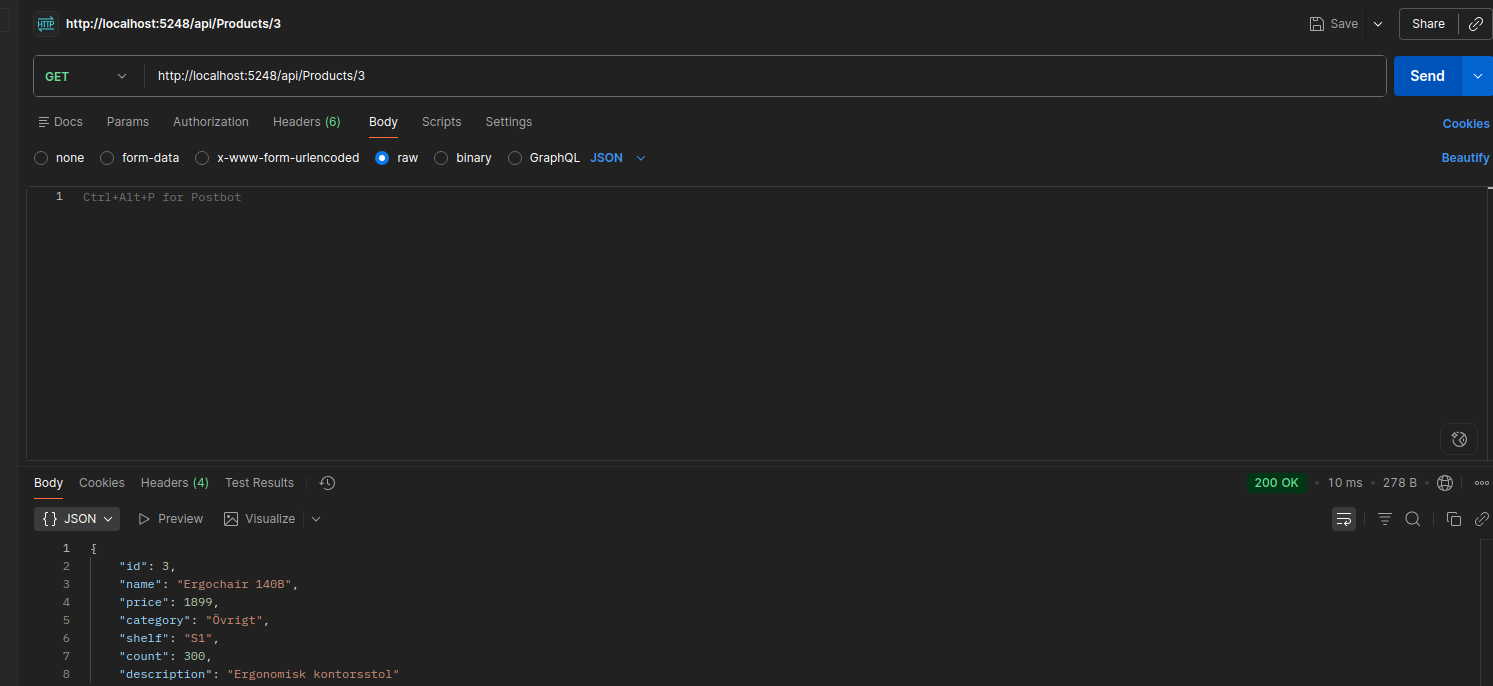 HTTP http://localhost:5248/api/Products/3 Save Share
GET http://localhost:5248/api/Products/3 Send
Docs Params Authorization Headers (6) Body Scripts Settings Cookies
none form-data x-www-form-urlencoded raw binary GraphQL JSON Beautify
1 Ctrl+Alt+P for Postbot
Body Cookies Headers (4) Test Results 200 OK • 10 ms • 278 B •
{} JSON Preview Visualize
1 {
2 "id": 3,
3 "name": "Ergochair 140B",
4 "price": 1899,
5 "category": "Övrigt",
6 "shelf": "S1",
7 "count": 300,
8 "description": "Ergonomisk kontorsstol"